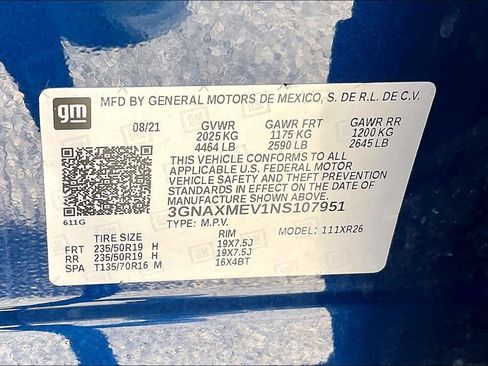 gm
MFD BY GENERAL MOTORS DE MEXICO, S. DE R.L. DE C.V.
08/21 GVWR GAWR FRT GAWR RR
2025 KG 1175 KG 1200 KG
4464 LB 2590 LB 2645 LB
THIS VEHICLE CONFORMS TO ALL
APPLICABLE U.S. FEDERAL MOTOR
VEHICLE SAFETY AND THEFT PREVENTION
STANDARDS IN EFFECT ON THE DATE OF
MANUFACTURE SHOWN ABOVE.
3GNAXMEV1NS107951
611G TYPE: M.P.V. MODEL: 111XR26
TIRE SIZE RIM
FRT 235/50R19 H 19X7.5J
RR 235/50R19 H 19X7.5J
SPA T135/70R16 M 16X4BT